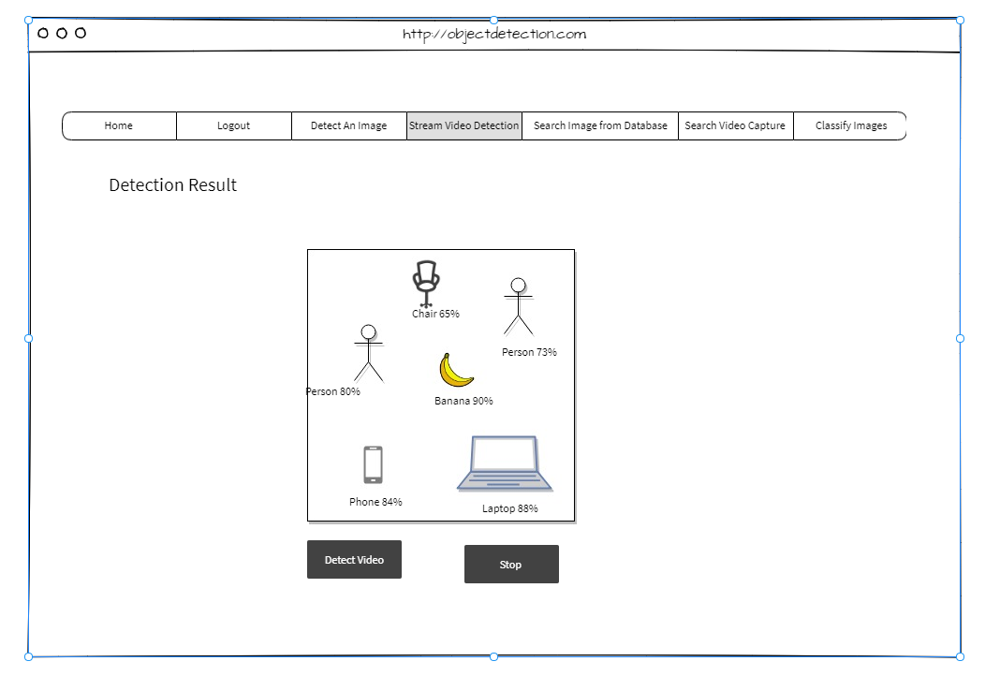 http://objectdetection.com
Home Logout Detect An Image Stream Video Detection Search Image from Database Search Video Capture Classify Images
Detection Result
Chair 65%
Person 73%
Person 80%
Banana 90%
Phone 84%
Laptop 88%
Detect Video
Stop